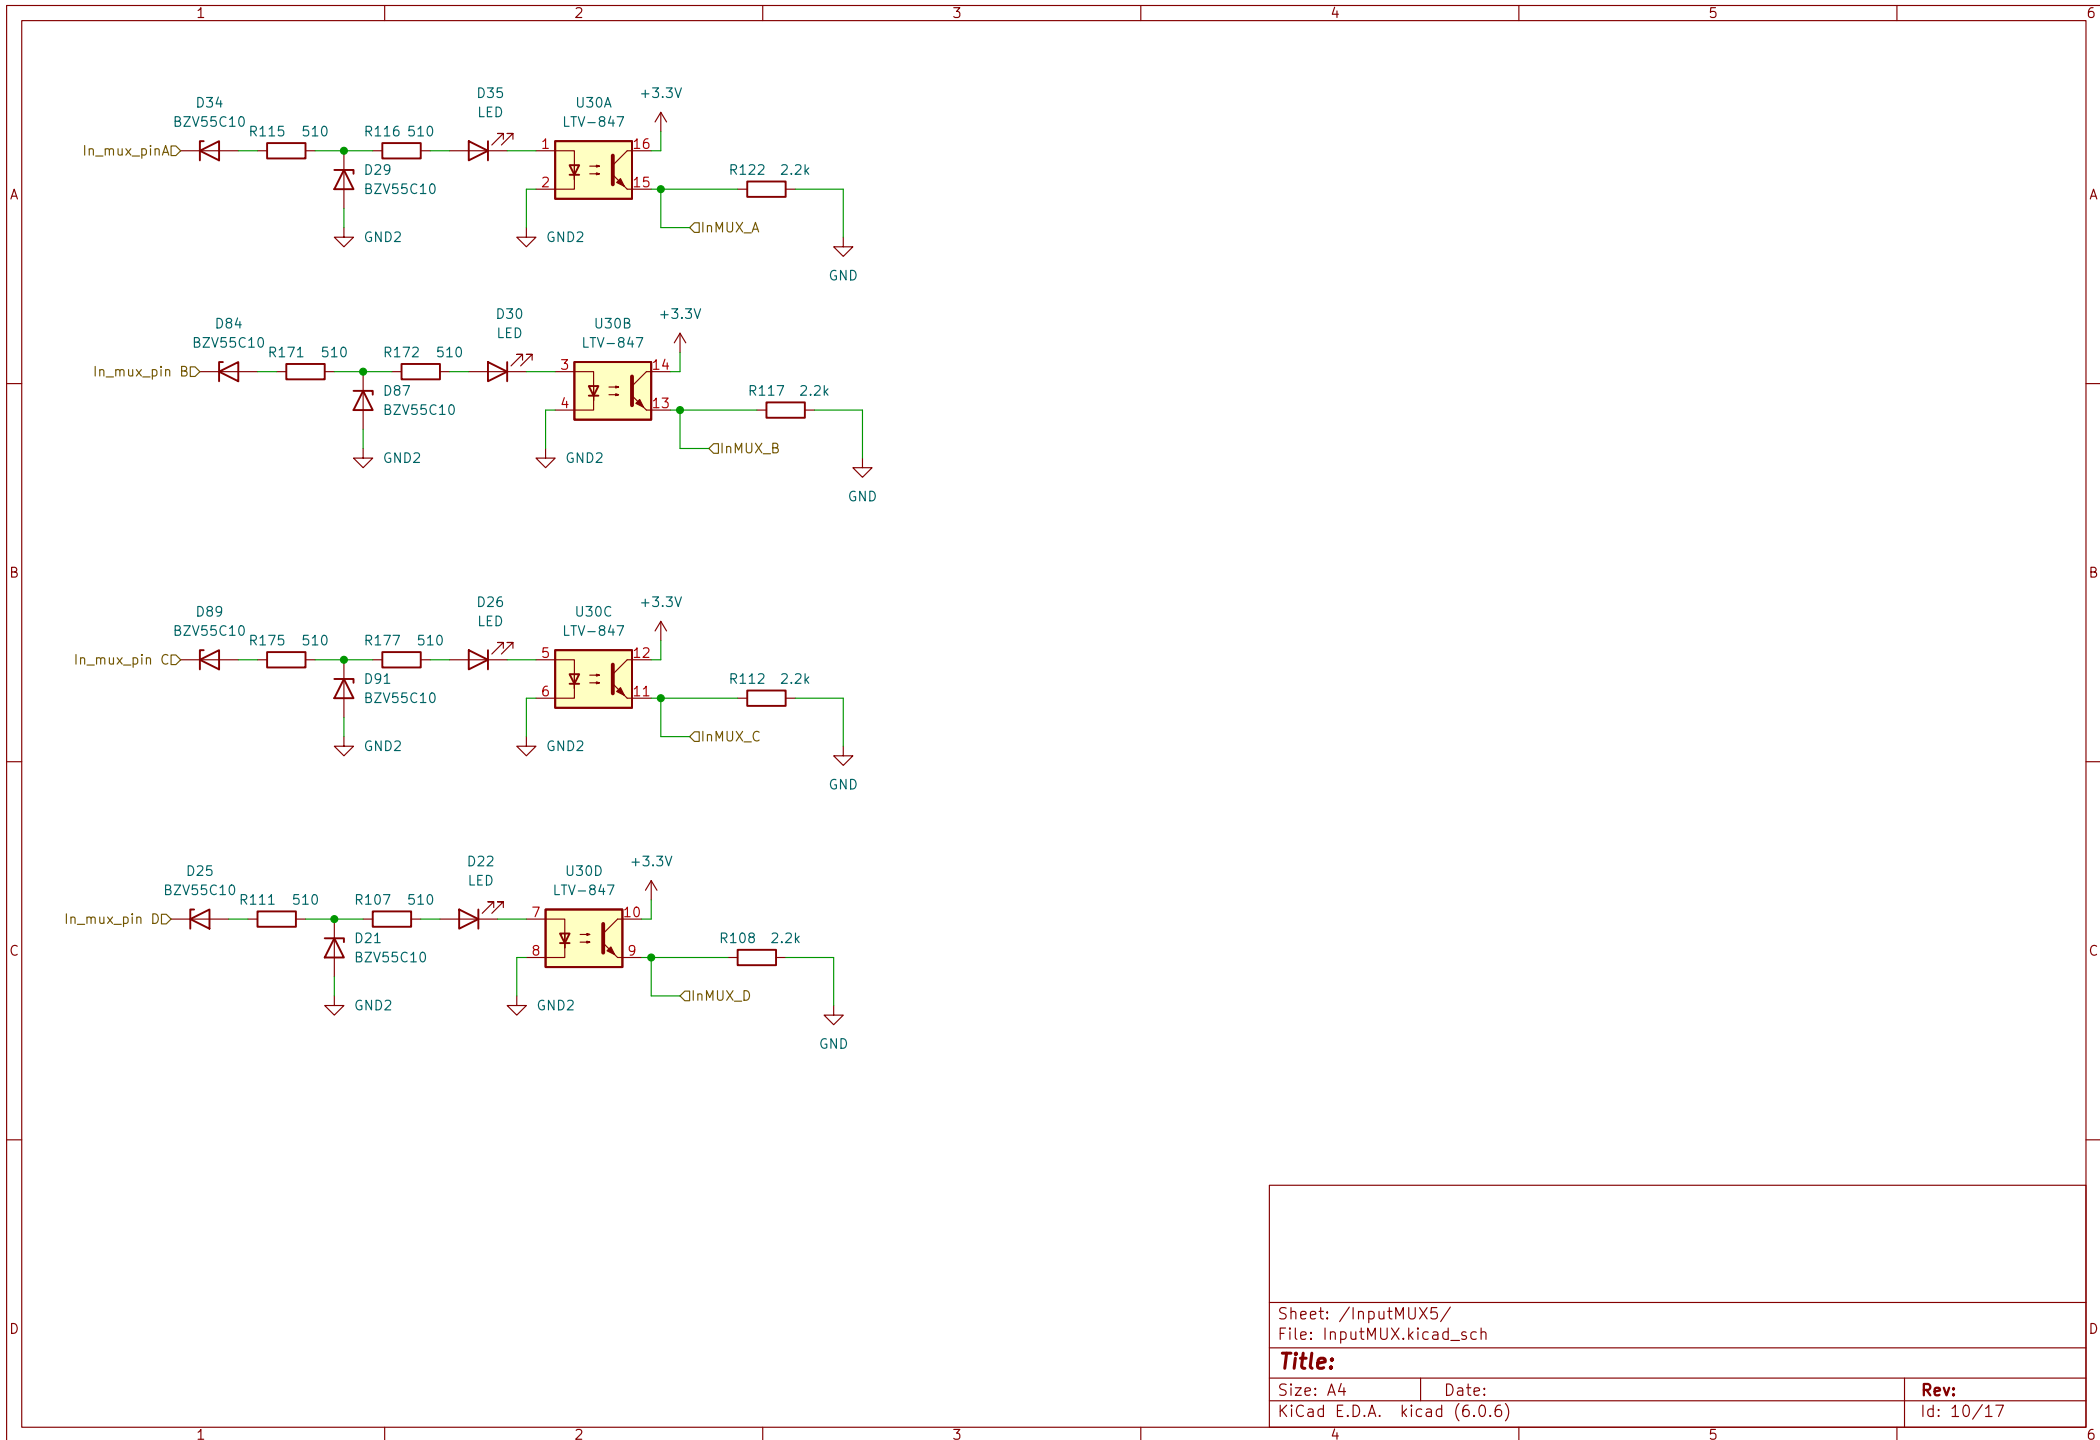 1 2 3 4 5 6
A A
B B
C C
D D
D34
BZV55C10
In_mux_pinA
R115 510
R116 510
D29
BZV55C10
GND2
D35
LED
U30A
LTV-847
+3.3V
1
2
16
15
GND2
R122 2.2k
InMUX_A
GND
D84
BZV55C10
In_mux_pin B
R171 510
R172 510
D87
BZV55C10
GND2
D30
LED
U30B
LTV-847
+3.3V
3
4
14
13
GND2
R117 2.2k
InMUX_B
GND
D89
BZV55C10
In_mux_pin C
R175 510
R177 510
D91
BZV55C10
GND2
D26
LED
U30C
LTV-847
+3.3V
5
6
12
11
GND2
R112 2.2k
InMUX_C
GND
D25
BZV55C10
In_mux_pin D
R111 510
R107 510
D21
BZV55C10
GND2
D22
LED
U30D
LTV-847
+3.3V
7
8
10
9
GND2
R108 2.2k
InMUX_D
GND
Sheet: /InputMUX5/
File: InputMUX.kicad_sch
Title:
Size: A4 Date: Rev:
KiCad E.D.A. kicad (6.0.6) Id: 10/17
1 2 3 4 5 6